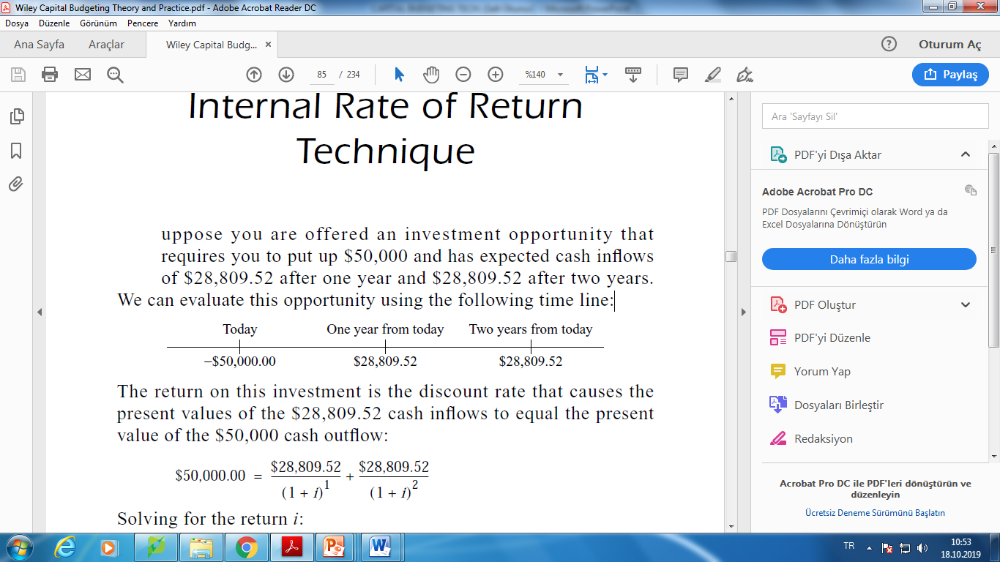 Wiley Capital Budgeting Theory and Practice.pdf - Adobe Acrobat Reader DC
Dosya Düzenle Görünüm Pencere Yardım
Ana Sayfa Araçlar Wiley Capital Budg... ×
? Oturum Aç
85 / 234 %140 Paylaş
Internal Rate of Return
Technique
uppose you are offered an investment opportunity that
requires you to put up $50,000 and has expected cash inflows
of $28,809.52 after one year and $28,809.52 after two years.
We can evaluate this opportunity using the following time line:
Today One year from today Two years from today
–$50,000.00 $28,809.52 $28,809.52
The return on this investment is the discount rate that causes the
present values of the $28,809.52 cash inflows to equal the present
value of the $50,000 cash outflow:
$50,000.00 = $28,809.52 / (1 + i)^1 + $28,809.52 / (1 + i)^2
Solving for the return i:
Ara 'Sayfayı Sil'
PDF'yi Dışa Aktar
Adobe Acrobat Pro DC
PDF Dosyalarını Çevrimiçi olarak Word ya da
Excel Dosyalarına Dönüştürün
Daha fazla bilgi
PDF Oluştur
PDF'yi Düzenle
Yorum Yap
Dosyaları Birleştir
Redaksiyon
Acrobat Pro DC ile PDF'leri dönüştürün ve
düzenleyin
Ücretsiz Deneme Sürümünü Başlatın
TR 10:53
18.10.2019